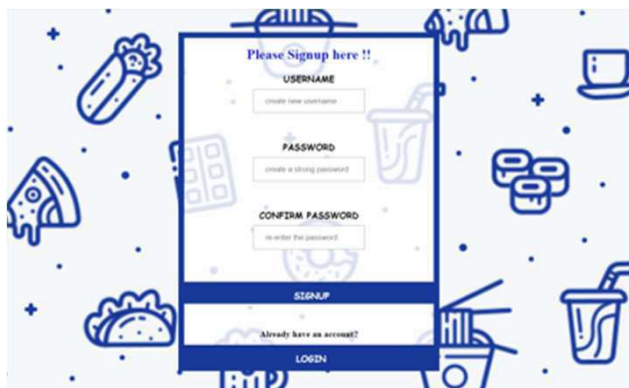 Please Signup here !!
USERNAME
create new username
PASSWORD
create a strong password
CONFIRM PASSWORD
re-enter the password
SIGNUP
Already have an account?
LOGIN